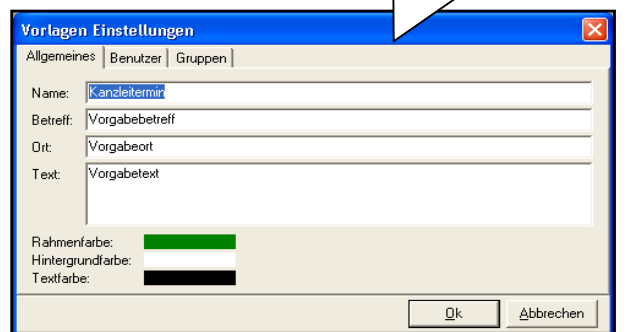 Vorlagen Einstellungen
Allgemeines Benutzer Gruppen
Name: Kanzleitermin
Betreff: Vorgabebetreff
Ort: Vorgabeort
Text: Vorgabetext
Rahmenfarbe:
Hintergrundfarbe:
Textfarbe:
Ok Abbrechen